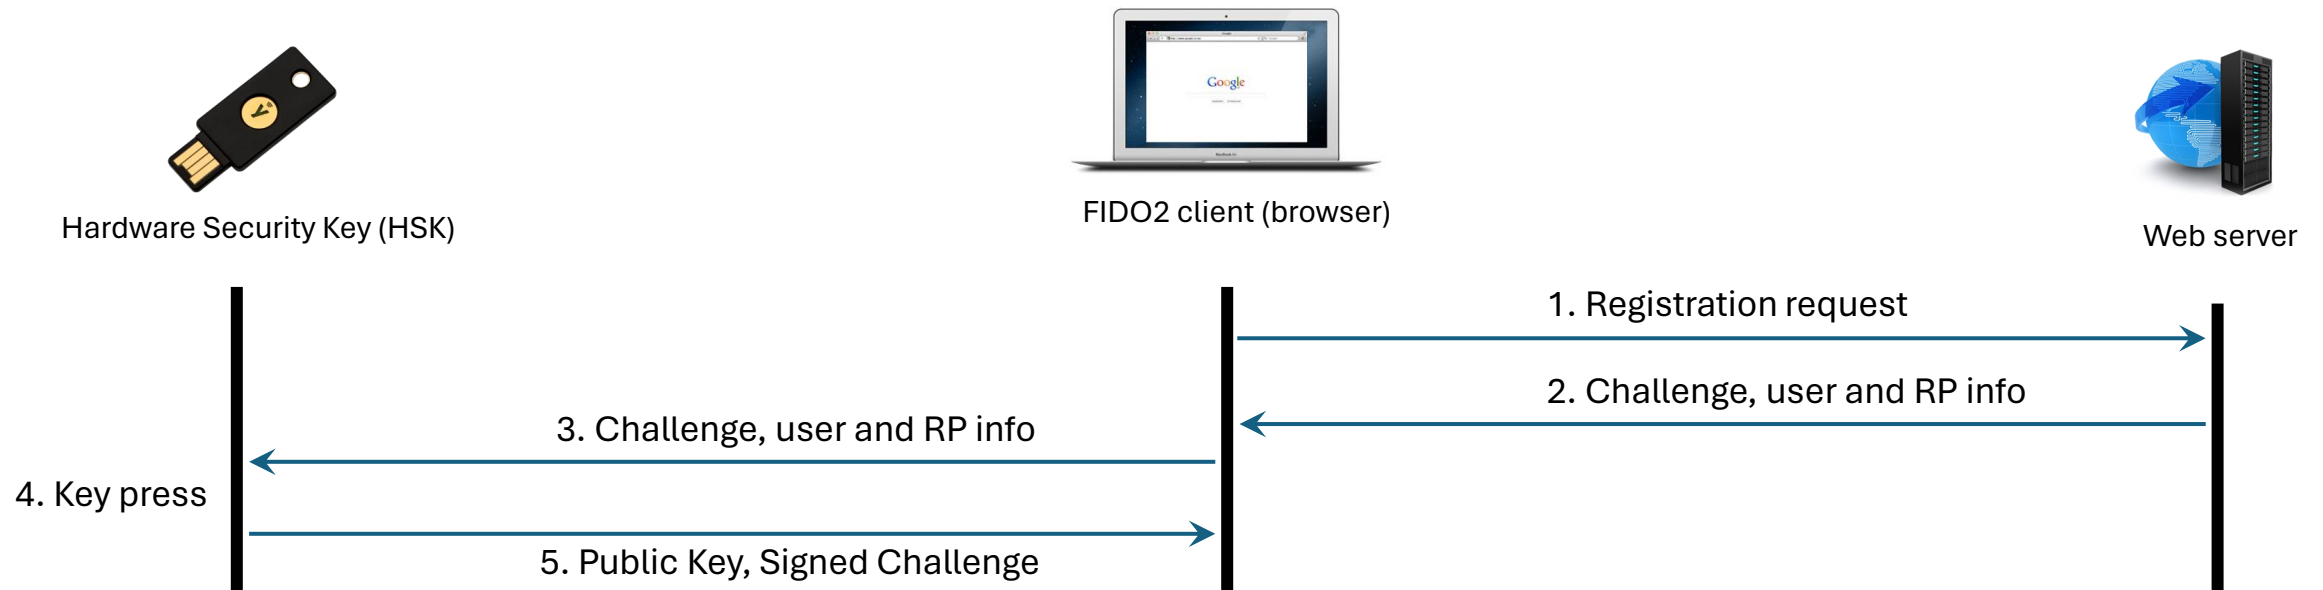 Google
Hardware Security Key (HSK)
FIDO2 client (browser)
Web server
1. Registration request
2. Challenge, user and RP info
3. Challenge, user and RP info
4. Key press
5. Public Key, Signed Challenge